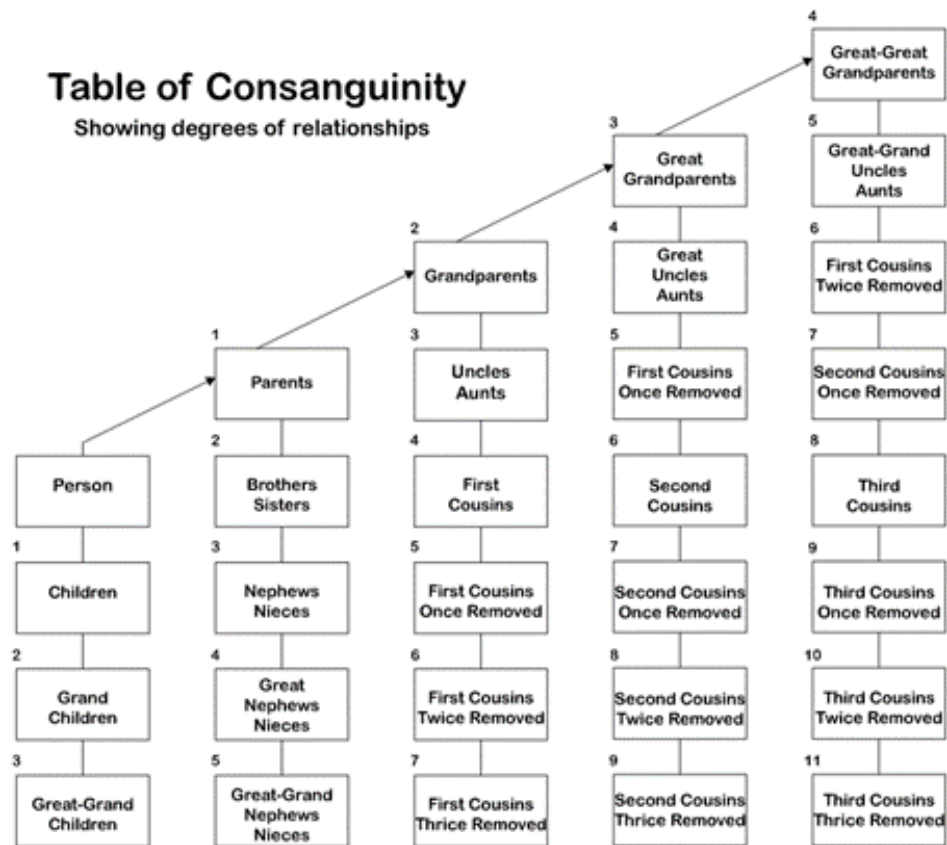 Table of Consanguinity
Showing degrees of relationships
4
Great-Great
Grandparents
3
Great
Grandparents
5
Great-Grand
Uncles
Aunts
2
Grandparents
4
Great
Uncles
Aunts
6
First Cousins
Twice Removed
1
Parents
3
Uncles
Aunts
5
First Cousins
Once Removed
7
Second Cousins
Once Removed
Person
2
Brothers
Sisters
4
First
Cousins
6
Second
Cousins
8
Third
Cousins
1
Children
3
Nephews
Nieces
5
First Cousins
Once Removed
7
Second Cousins
Once Removed
9
Third Cousins
Once Removed
2
Grand
Children
4
Great
Nephews
Nieces
6
First Cousins
Twice Removed
8
Second Cousins
Twice Removed
10
Third Cousins
Twice Removed
3
Great-Grand
Children
5
Great-Grand
Nephews
Nieces
7
First Cousins
Thrice Removed
9
Second Cousins
Thrice Removed
11
Third Cousins
Thrice Removed